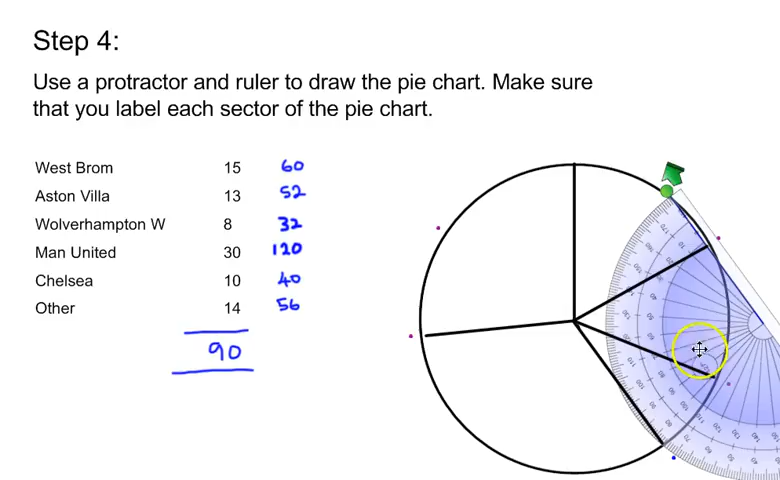 Step 4:
Use a protractor and ruler to draw the pie chart. Make sure
that you label each sector of the pie chart.
West Brom 15 60
Aston Villa 13 52
Wolverhampton W 8 32
Man United 30 120
Chelsea 10 40
Other 14 56
90